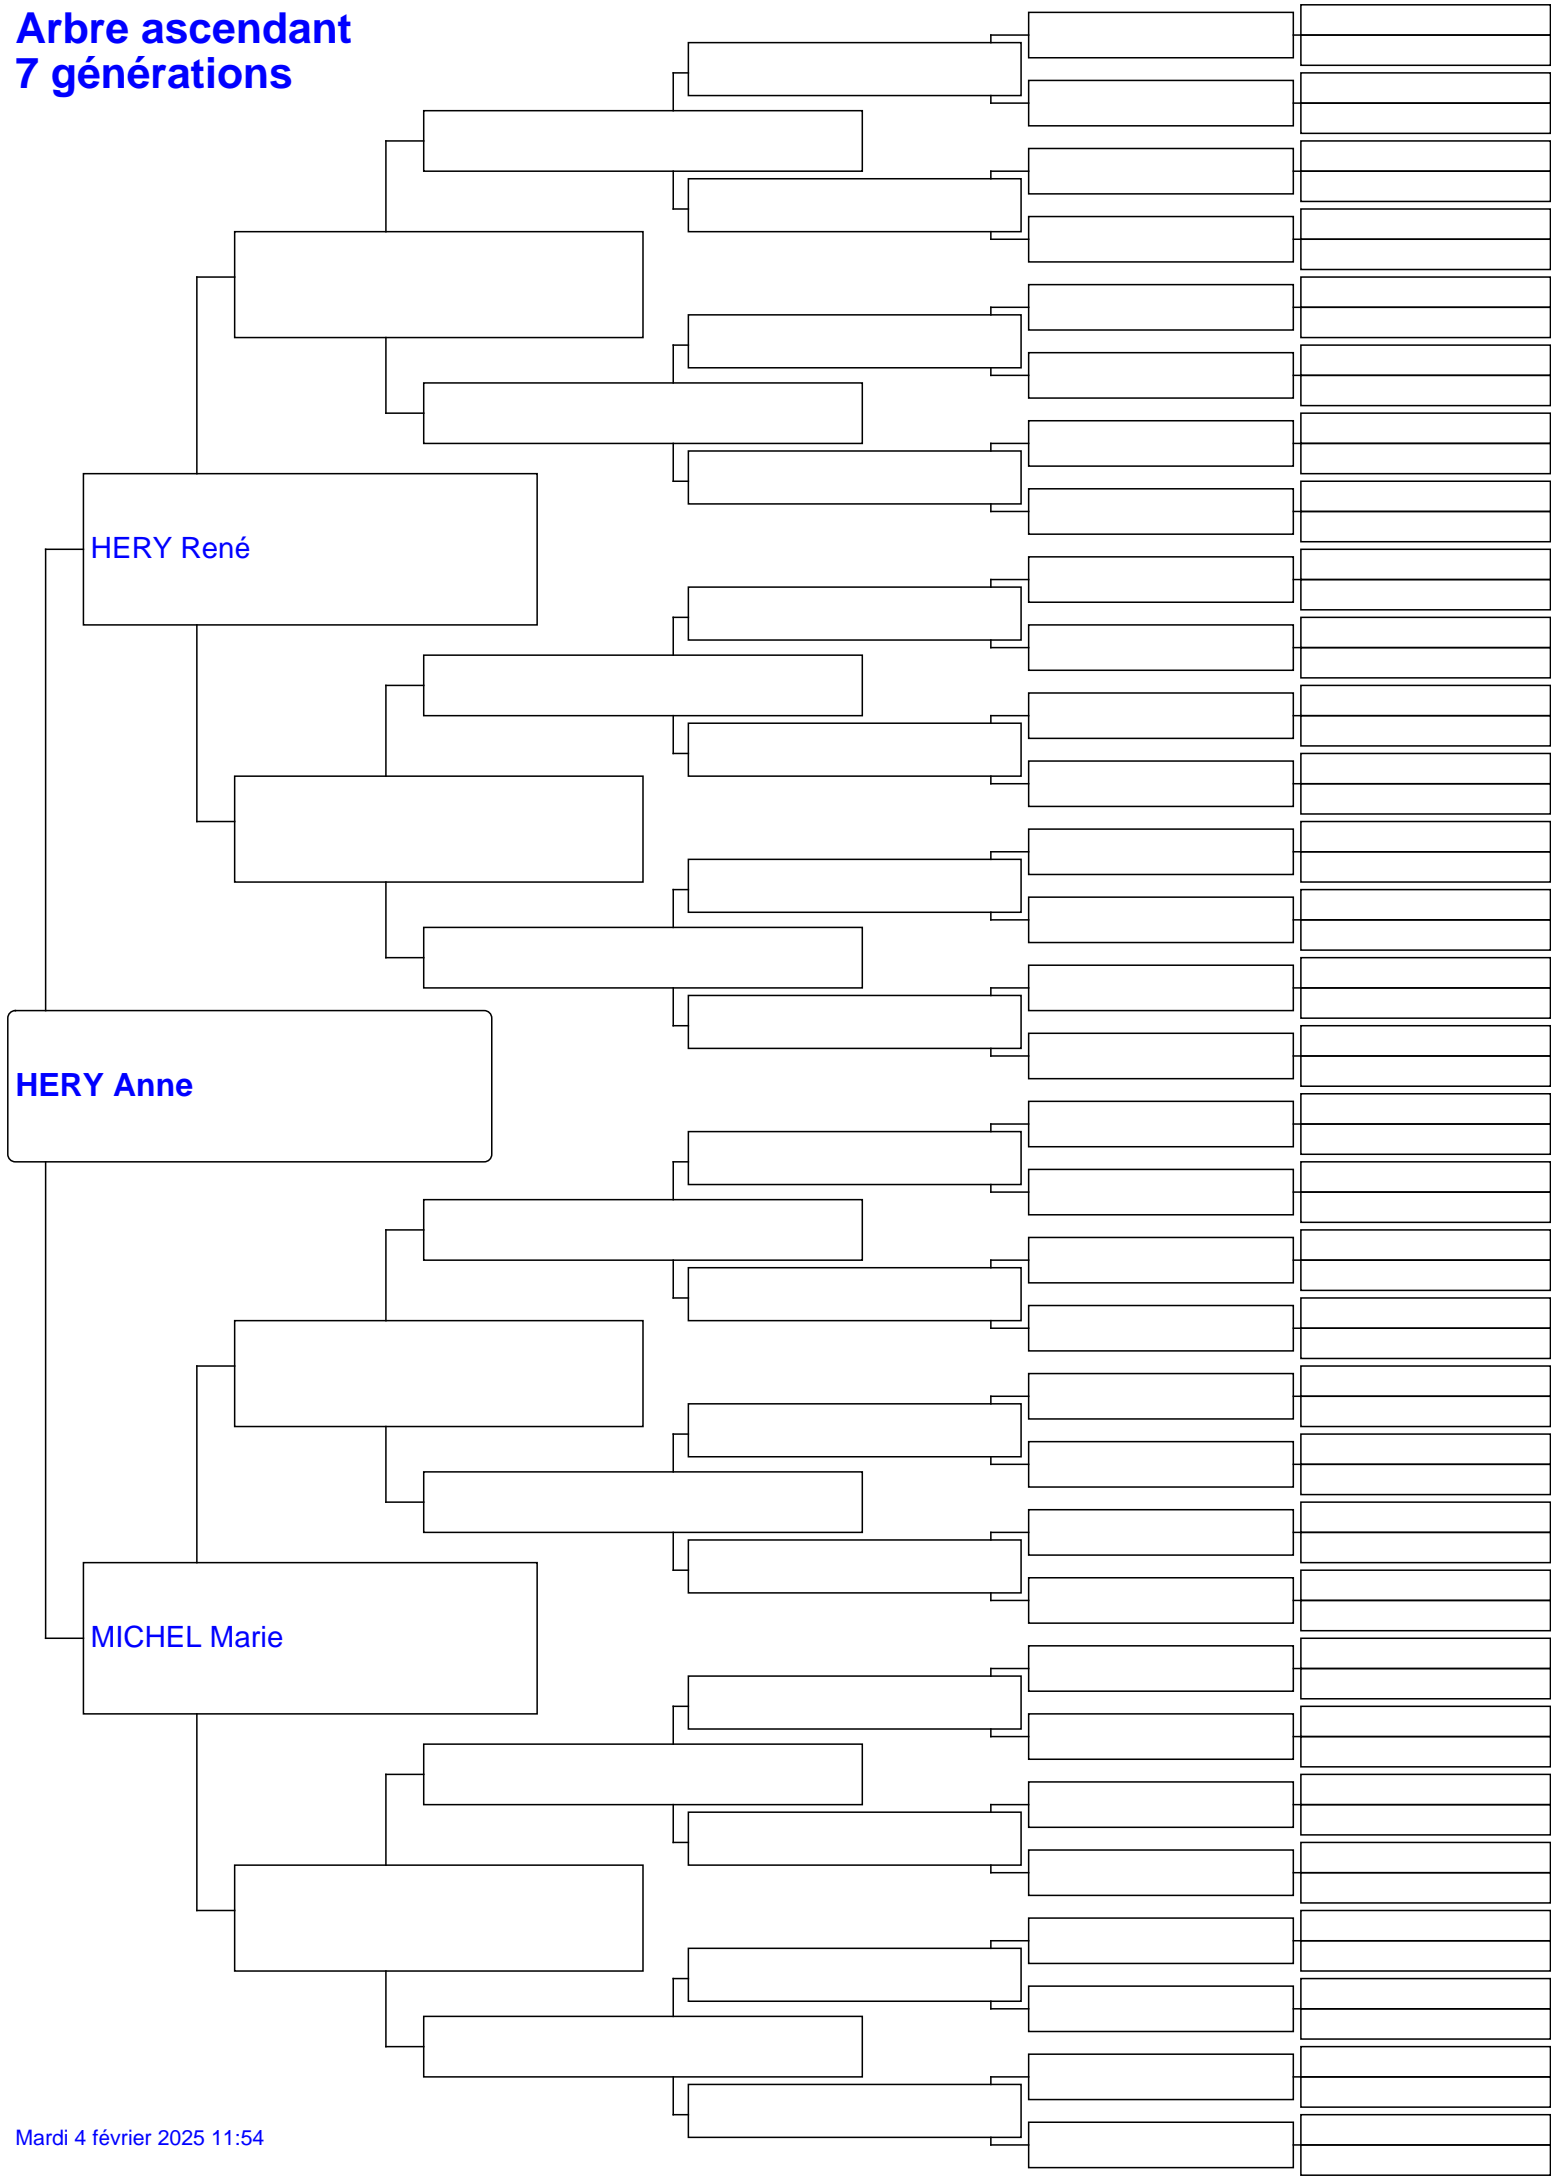 Arbre ascendant
7 générations
HERY René
HERY Anne
MICHEL Marie
Mardi 4 février 2025 11:54